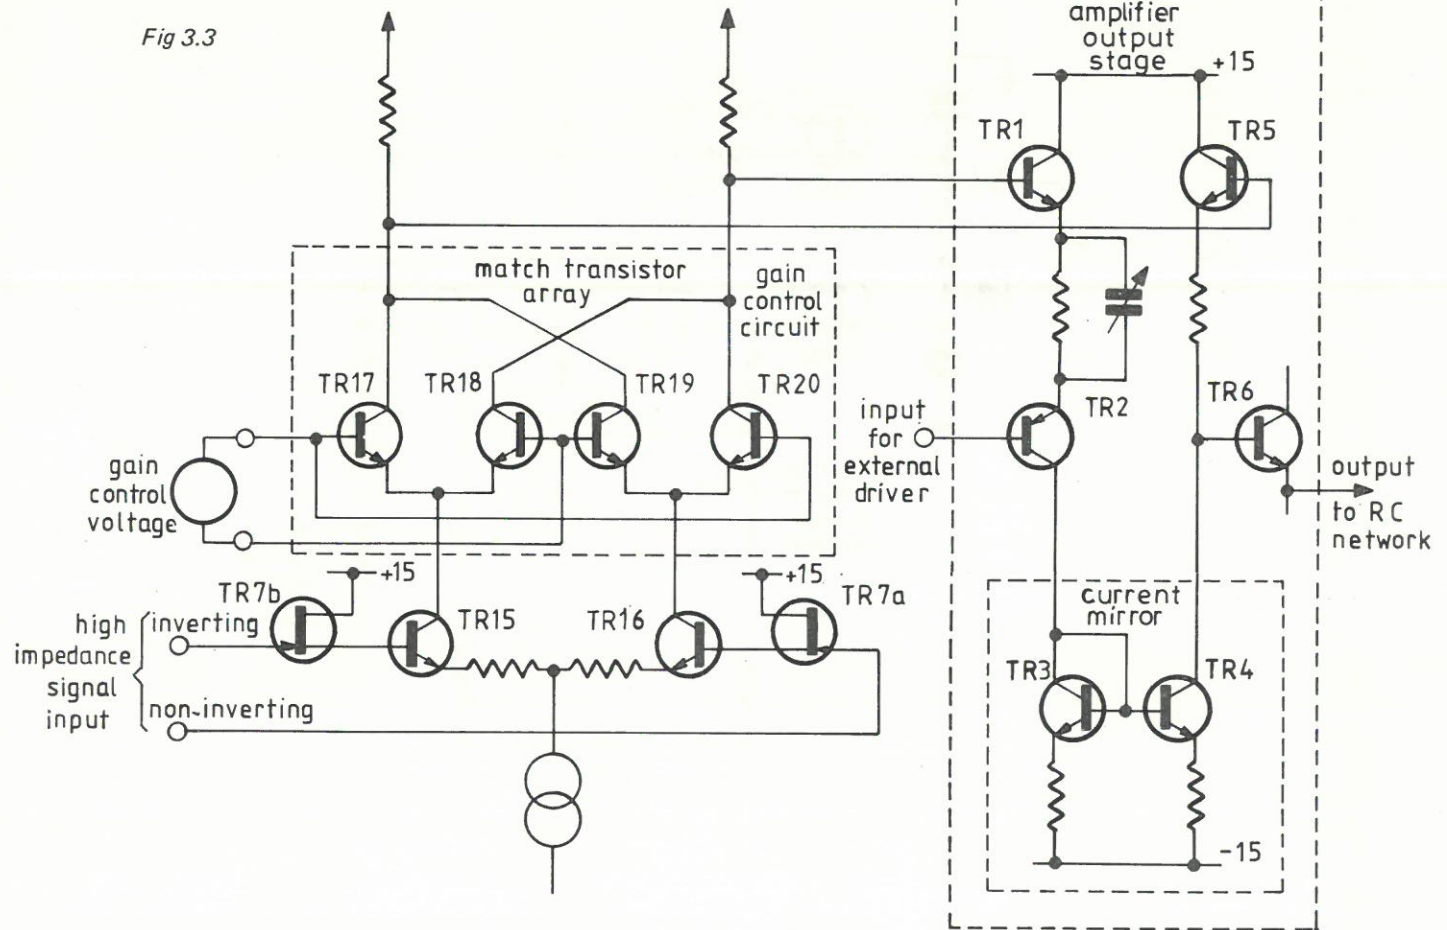 Fig 3.3
amplifier
output
stage
+15
TR1
TR5
match transistor
array
gain
control
circuit
TR17
TR18
TR19
TR20
input
for
external
driver
TR2
TR6
gain
control
voltage
output
to RC
network
TR7b
+15
TR15
TR16
+15
TR7a
high
impedance
signal
input
inverting
non-inverting
current
mirror
TR3
TR4
-15